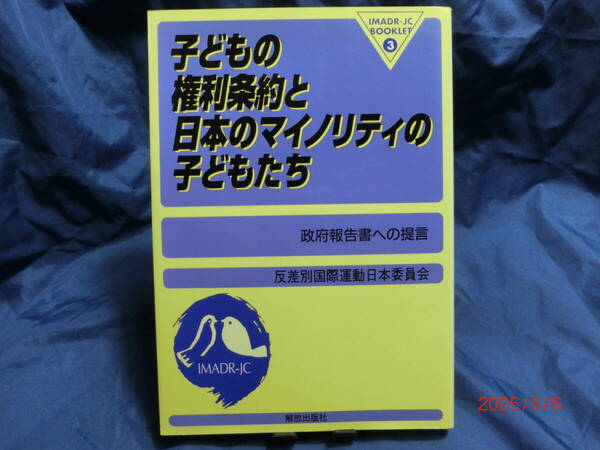 IMADR-JC
BOOKLET
3
子どもの
権利条約と
日本のマイノリティの
子どもたち
政府報告書への提言
反差別国際運動日本委員会
IMADR-JC
解放出版社
2025/5/6